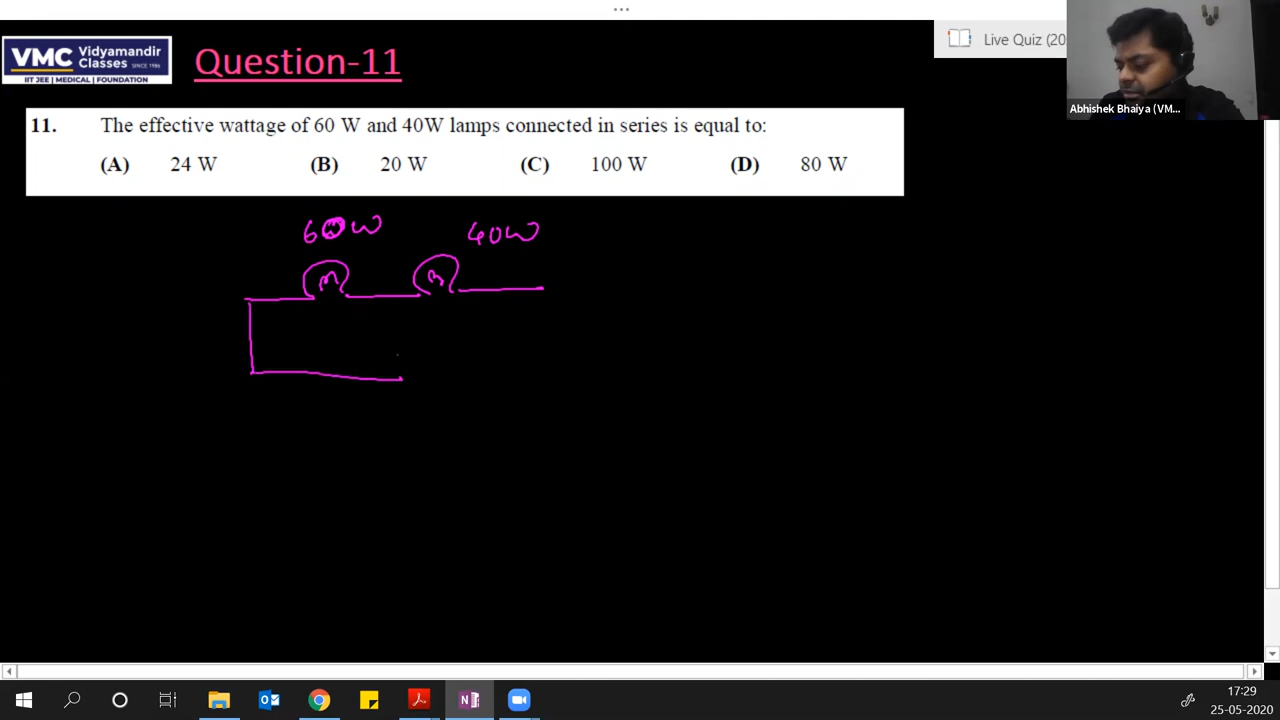 ...
VMC Vidyamandir Classes SINCE 1986
IIT JEE | MEDICAL | FOUNDATION
Question-11
Live Quiz (20
Abhishek Bhaiya (VM...
11. The effective wattage of 60 W and 40W lamps connected in series is equal to:
(A) 24 W (B) 20 W (C) 100 W (D) 80 W
60W 40W
17:29
25-05-2020